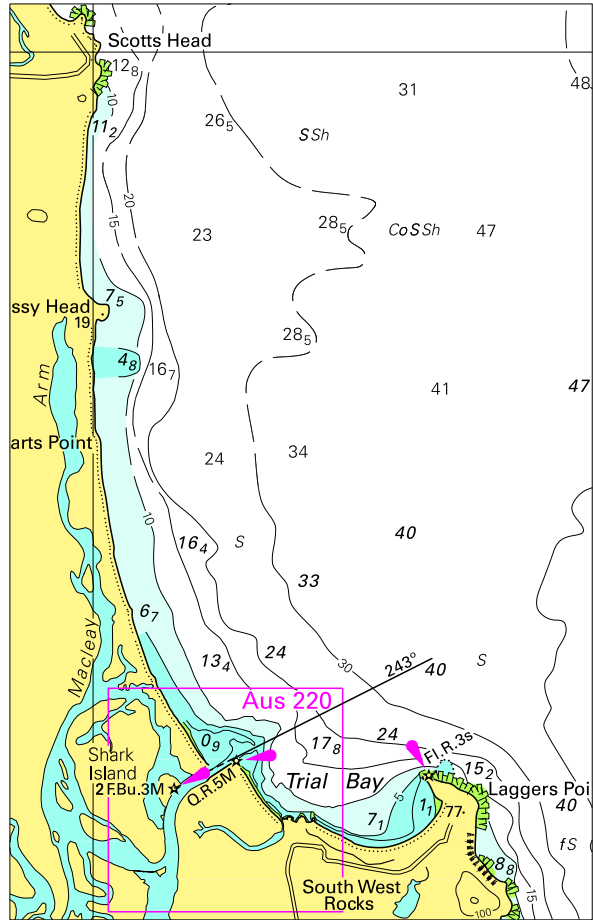 Scotts Head
12₈
31
48
10
26₅
11₂
SSh
20
15
28₅
CoSSh
47
23
7₅
ssy Head
19
28₅
4₈
16₇
Arm
41
47
arts Point
34
24
10
40
16₄
S
33
6₇
24
13₄
30
243°
40
S
Macleay
Aus 220
24
17₈
0₉
Fl.R.3s
15₂
Shark
Island
2 F.Bu.3M
Q.R.5M
Trial Bay
Laggers Poi
5
1₁
77
40
7₁
fS
8₈
South West
Rocks
15
100